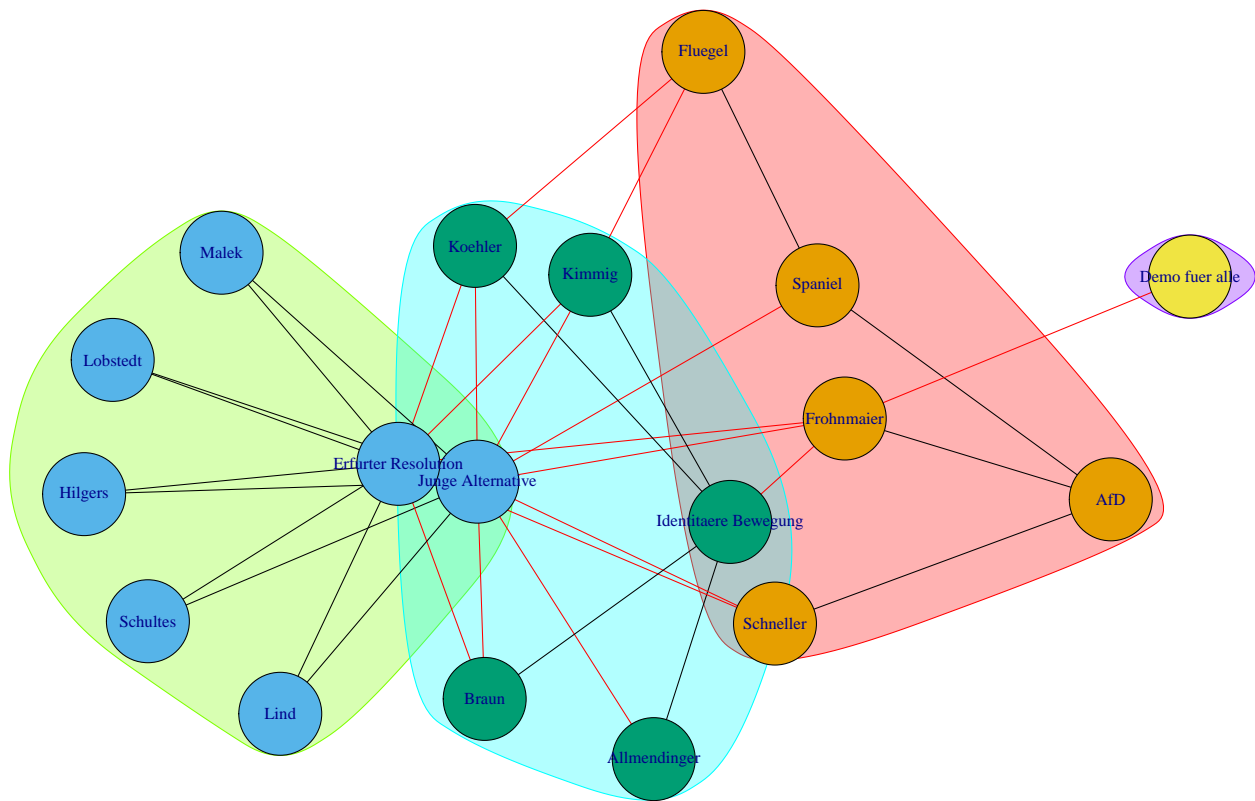 Fluegel
Koehler
Malek
Kimmig
Demo fuer alle
Spaniel
Lobstedt
Frohnmaier
Erfurter Resolution
Junge Alternative
Hilgers
AfD
Identitaere Bewegung
Schultes
Schneller
Braun
Lind
Allmendinger